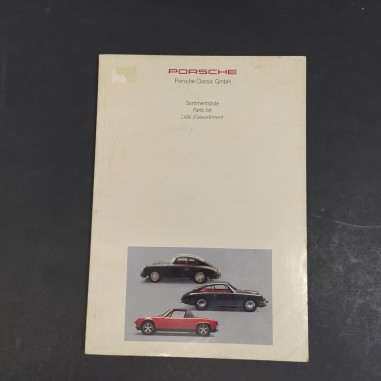 PORSCHE
Porsche Classic GmbH
Sortimentsliste
Parts list
Liste d'assortiment